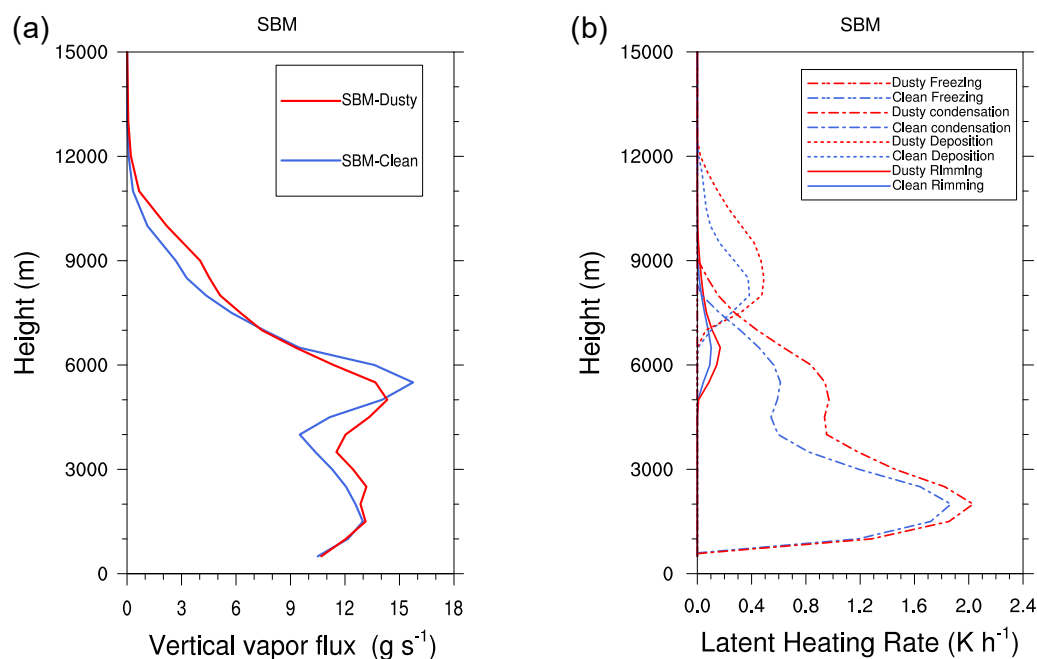 (a)
SBM
15000
12000
9000
6000
3000
0
Height (m)
SBM-Dusty
SBM-Clean
0 3 6 9 12 15 18
Vertical vapor flux (g s⁻¹)
(b)
SBM
15000
12000
9000
6000
3000
0
Height (m)
Dusty Freezing
Clean Freezing
Dusty condensation
Clean condensation
Dusty Deposition
Clean Deposition
Dusty Rimming
Clean Rimming
0.0 0.4 0.8 1.2 1.6 2.0 2.4
Latent Heating Rate (K h⁻¹)